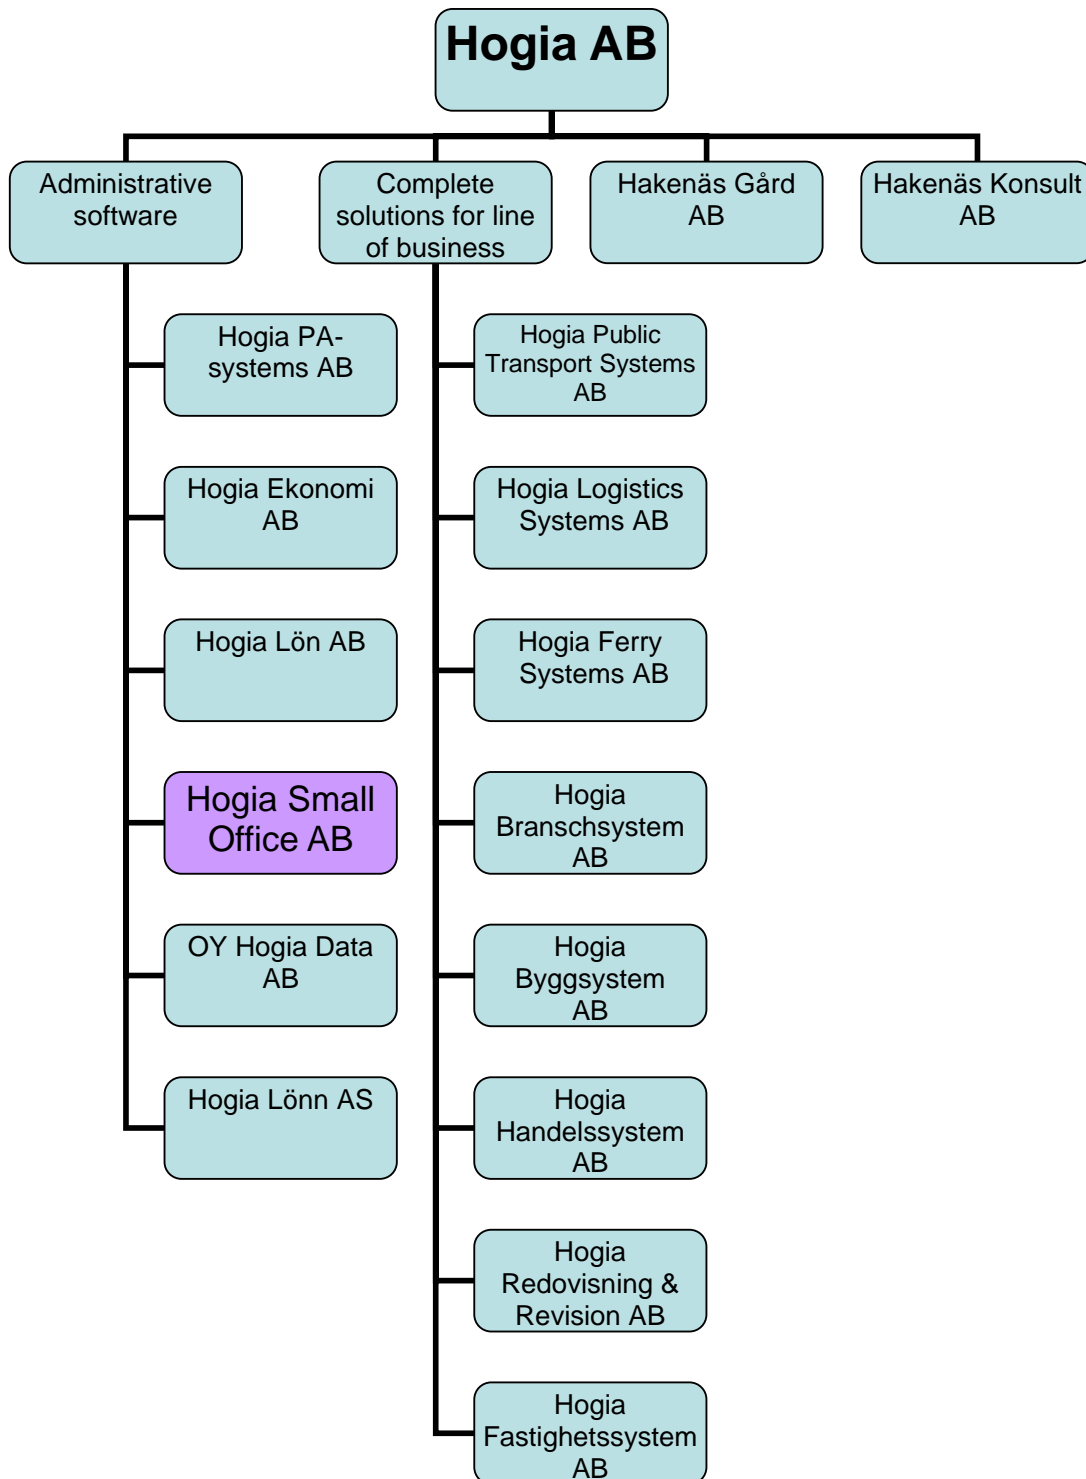 Hogia AB
Administrative
software
Complete
solutions for line
of business
Hakenäs Gård
AB
Hakenäs Konsult
AB
Hogia PA-
systems AB
Hogia Ekonomi
AB
Hogia Lön AB
Hogia Small
Office AB
OY Hogia Data
AB
Hogia Lönn AS
Hogia Public
Transport Systems
AB
Hogia Logistics
Systems AB
Hogia Ferry
Systems AB
Hogia
Branschsystem
AB
Hogia
Byggsystem
AB
Hogia
Handelssystem
AB
Hogia
Redovisning &
Revision AB
Hogia
Fastighetssystem
AB